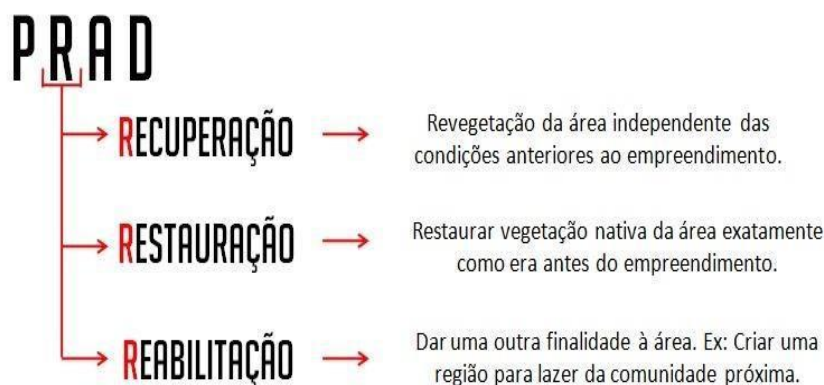 PRAD
RECUPERAÇÃO
Revegetação da área independente das
condições anteriores ao empreendimento.
RESTAURAÇÃO
Restaurar vegetação nativa da área exatamente
como era antes do empreendimento.
REABILITAÇÃO
Dar uma outra finalidade à área. Ex: Criar uma
região para lazer da comunidade próxima.